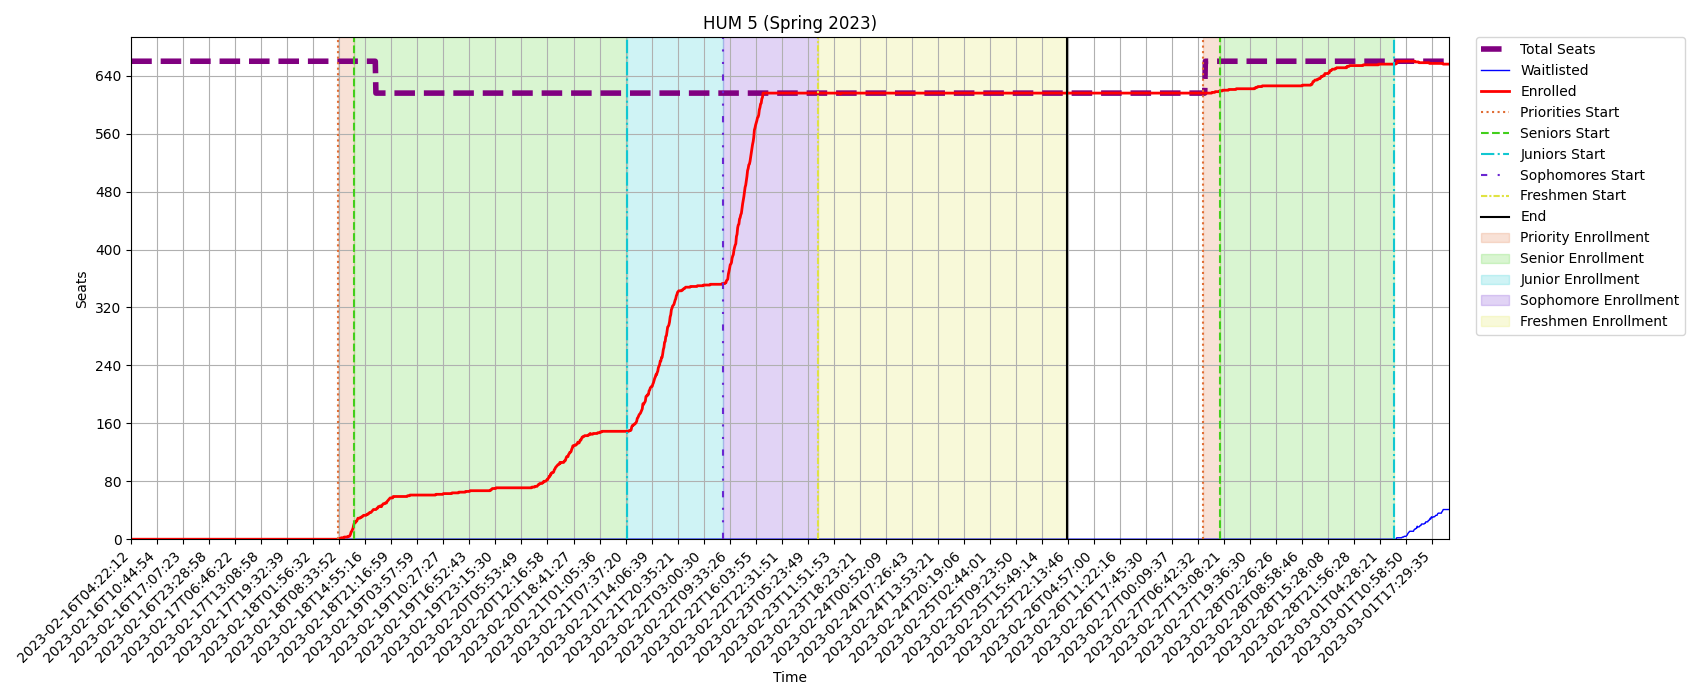 HUM 5 (Spring 2023)
640
560
480
400
320
240
160
80
0
Seats
2023-02-16T04:22:12
2023-02-16T10:44:54
2023-02-16T17:07:23
2023-02-16T23:28:58
2023-02-17T06:46:22
2023-02-17T13:08:58
2023-02-17T19:32:39
2023-02-18T01:56:32
2023-02-18T08:33:52
2023-02-18T14:55:16
2023-02-18T21:16:59
2023-02-19T03:57:59
2023-02-19T10:27:27
2023-02-19T16:52:43
2023-02-19T23:15:30
2023-02-20T05:53:49
2023-02-20T12:16:58
2023-02-20T18:41:27
2023-02-21T01:05:36
2023-02-21T07:37:20
2023-02-21T14:06:39
2023-02-21T20:35:21
2023-02-22T03:00:30
2023-02-22T09:33:26
2023-02-22T16:03:55
2023-02-22T22:31:51
2023-02-23T05:23:49
2023-02-23T11:51:53
2023-02-23T18:23:21
2023-02-24T00:52:09
2023-02-24T07:26:43
2023-02-24T13:53:21
2023-02-24T20:19:06
2023-02-25T02:44:01
2023-02-25T09:23:50
2023-02-25T15:49:14
2023-02-25T22:13:46
2023-02-26T04:57:00
2023-02-26T11:22:16
2023-02-26T17:45:30
2023-02-27T00:09:37
2023-02-27T06:42:32
2023-02-27T13:08:21
2023-02-27T19:36:30
2023-02-28T02:26:26
2023-02-28T08:58:46
2023-02-28T15:28:08
2023-02-28T21:56:28
2023-03-01T04:28:21
2023-03-01T10:58:50
2023-03-01T17:29:35
Time
Total Seats
Waitlisted
Enrolled
Priorities Start
Seniors Start
Juniors Start
Sophomores Start
Freshmen Start
End
Priority Enrollment
Senior Enrollment
Junior Enrollment
Sophomore Enrollment
Freshmen Enrollment